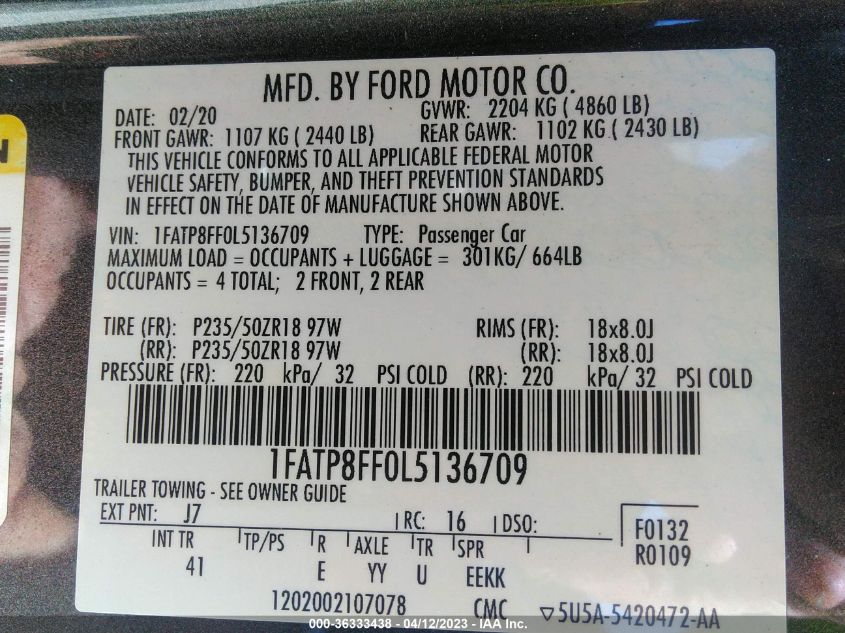 MFD. BY FORD MOTOR CO.
DATE: 02/20 GVWR: 2204 KG ( 4860 LB)
FRONT GAWR: 1107 KG ( 2440 LB) REAR GAWR: 1102 KG ( 2430 LB)
THIS VEHICLE CONFORMS TO ALL APPLICABLE FEDERAL MOTOR
VEHICLE SAFETY, BUMPER, AND THEFT PREVENTION STANDARDS
IN EFFECT ON THE DATE OF MANUFACTURE SHOWN ABOVE.
VIN: 1FATP8FF0L5136709 TYPE: Passenger Car
MAXIMUM LOAD = OCCUPANTS + LUGGAGE = 301KG/ 664LB
OCCUPANTS = 4 TOTAL; 2 FRONT, 2 REAR
TIRE (FR): P235/50ZR18 97W RIMS (FR): 18x8.0J
(RR): P235/50ZR18 97W (RR): 18x8.0J
PRESSURE (FR): 220 kPa/ 32 PSI COLD (RR): 220 kPa/ 32 PSI COLD
1FATP8FF0L5136709
TRAILER TOWING - SEE OWNER GUIDE
EXT PNT: J7 RC: 16 DSO: F0132
R0109
INT TR TP/PS R AXLE TR SPR
41 E YY U EEKK
1202002107078 CMC ▽5U5A-5420472-AA
000-36333438 - 04/12/2023 - IAA Inc.